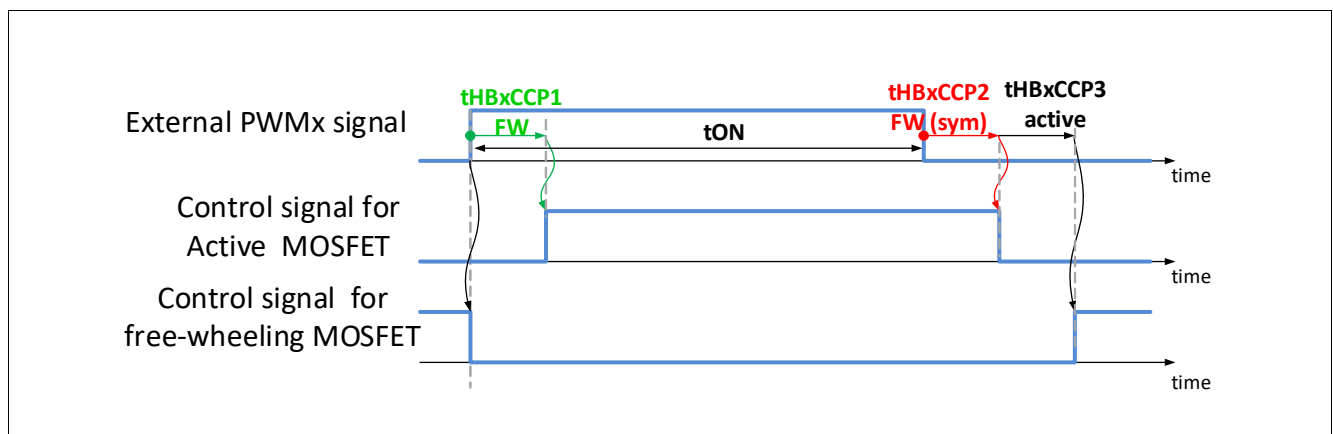 External PWMx signal
tHBxCCP1
FW
tON
tHBxCCP2
FW (sym)
tHBxCCP3
active
time
Control signal for
Active MOSFET
time
Control signal for
free-wheeling MOSFET
time